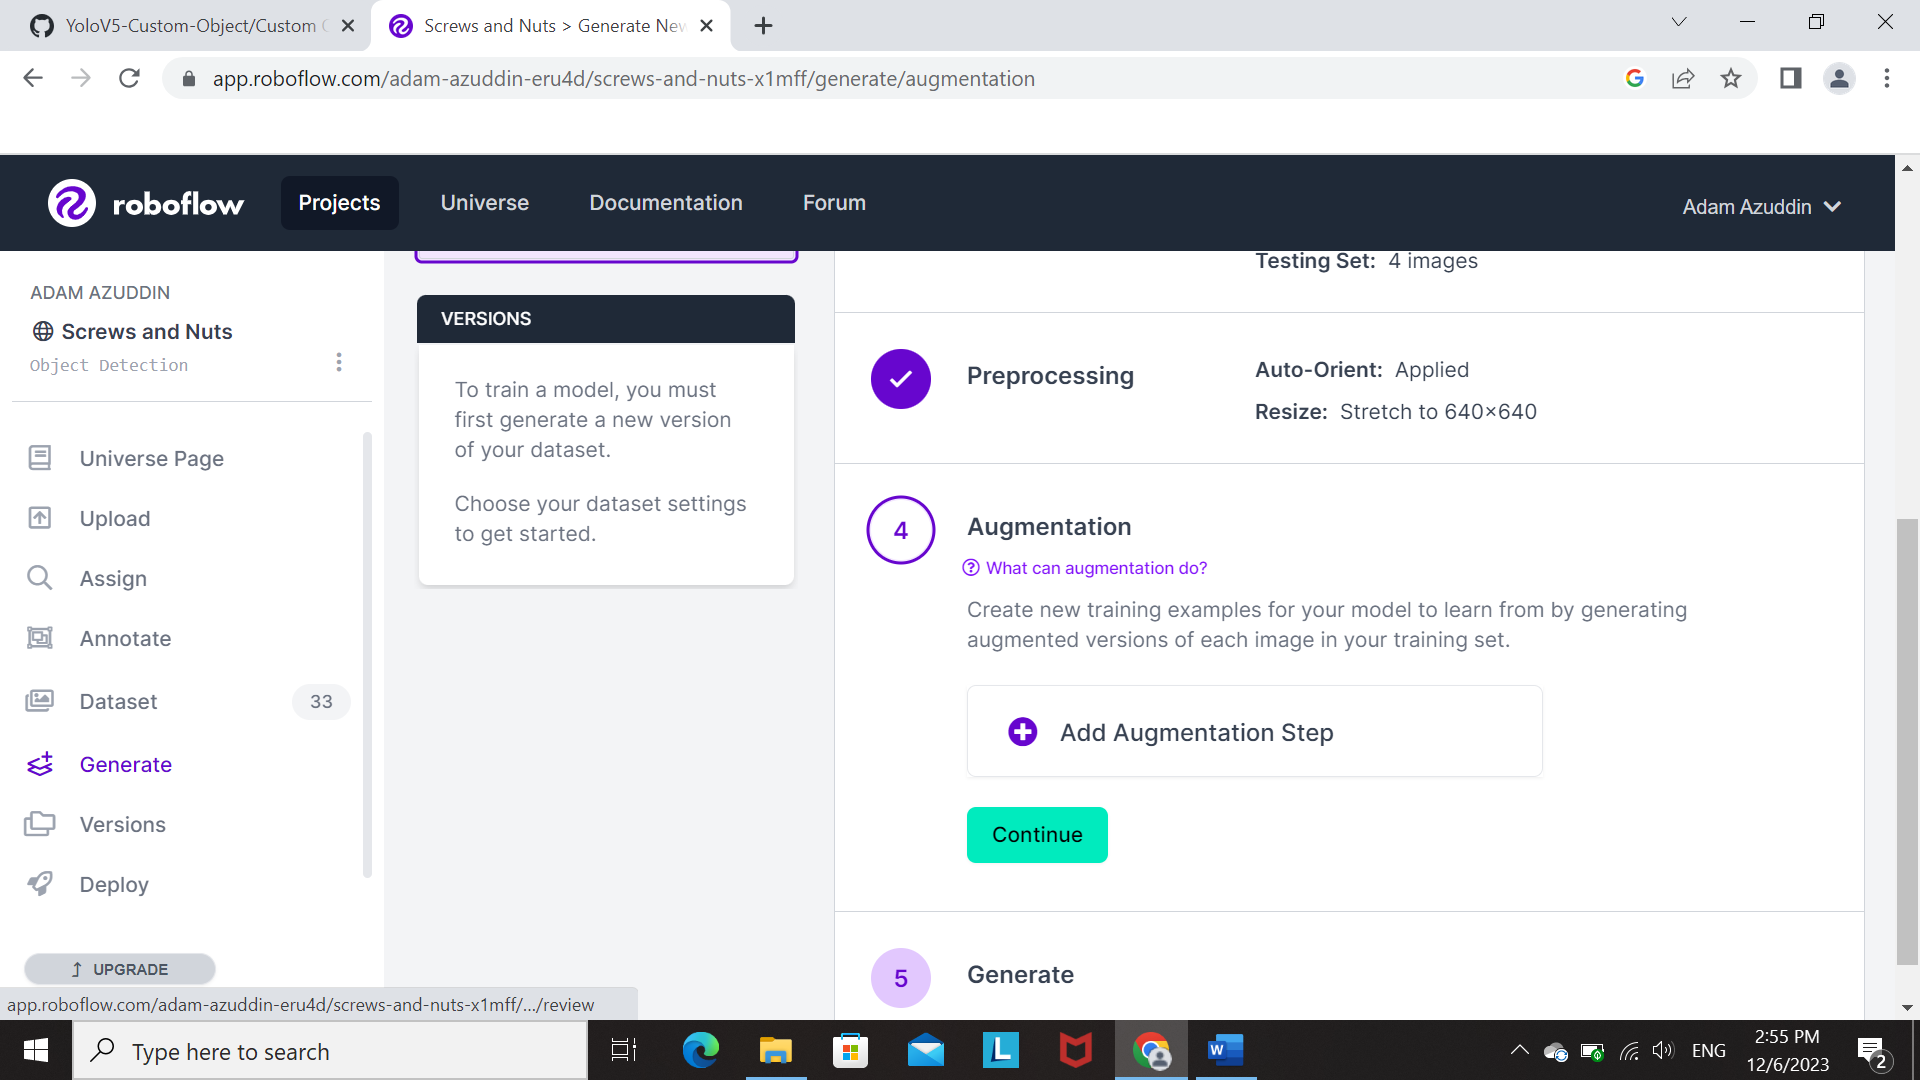 YoloV5-Custom-Object/Custom
Screws and Nuts > Generate New
app.roboflow.com/adam-azuddin-eru4d/screws-and-nuts-x1mff/generate/augmentation
roboflow
Projects
Universe
Documentation
Forum
Adam Azuddin
ADAM AZUDDIN
Screws and Nuts
Object Detection
Universe Page
Upload
Assign
Annotate
Dataset 33
Generate
Versions
Deploy
UPGRADE
app.roboflow.com/adam-azuddin-eru4d/screws-and-nuts-x1mff/.../review
VERSIONS
To train a model, you must
first generate a new version
of your dataset.
Choose your dataset settings
to get started.
Testing Set: 4 images
Preprocessing
Auto-Orient: Applied
Resize: Stretch to 640×640
4
Augmentation
What can augmentation do?
Create new training examples for your model to learn from by generating
augmented versions of each image in your training set.
Add Augmentation Step
Continue
5
Generate
Type here to search
L
W
ENG
2:55 PM
12/6/2023
2